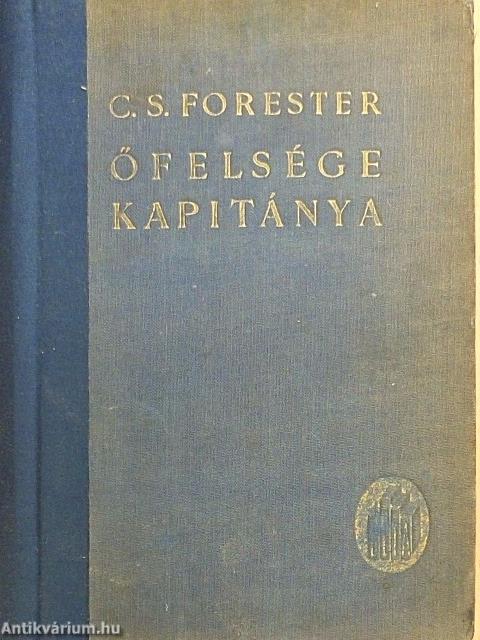 C. S. FORESTER
ŐFELSÉGE
KAPITÁNYA
Antikvárium.hu